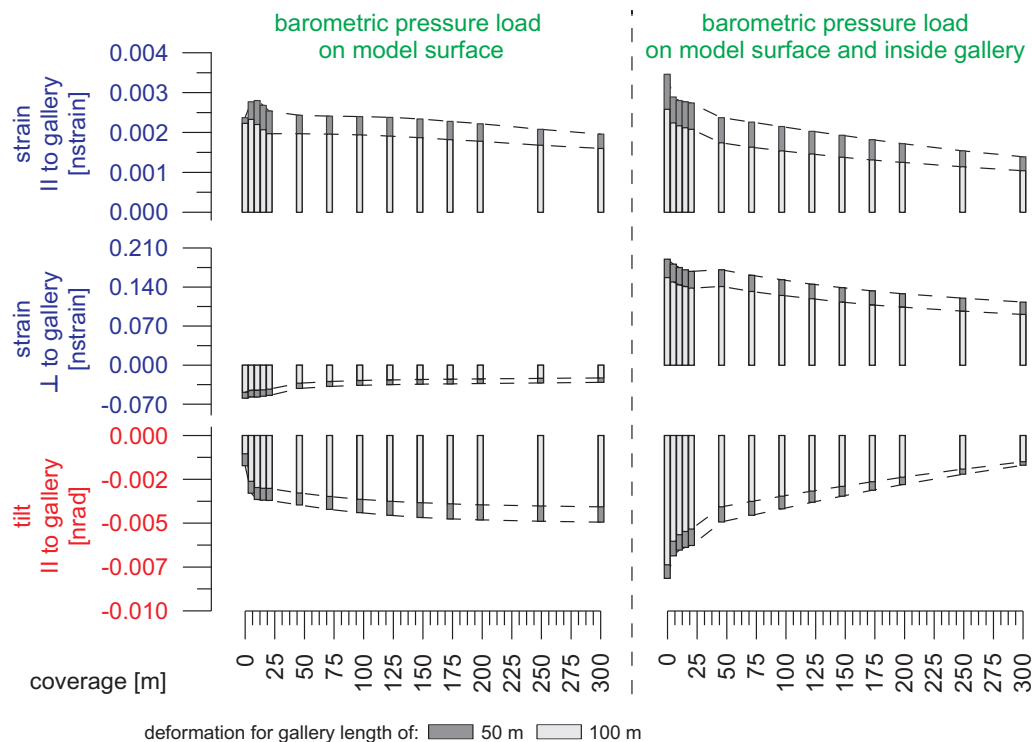 barometric pressure load
on model surface
barometric pressure load
on model surface and inside gallery
strain
II to gallery
[nstrain]
0.004
0.003
0.002
0.001
0.000
strain
⊥ to gallery
[nstrain]
0.210
0.140
0.070
0.000
-0.070
tilt
II to gallery
[nrad]
0.000
-0.002
-0.005
-0.007
-0.010
coverage [m]
0 25 50 75 100 125 150 175 200 225 250 275 300
0 25 50 75 100 125 150 175 200 225 250 275 300
deformation for gallery length of: 50 m 100 m